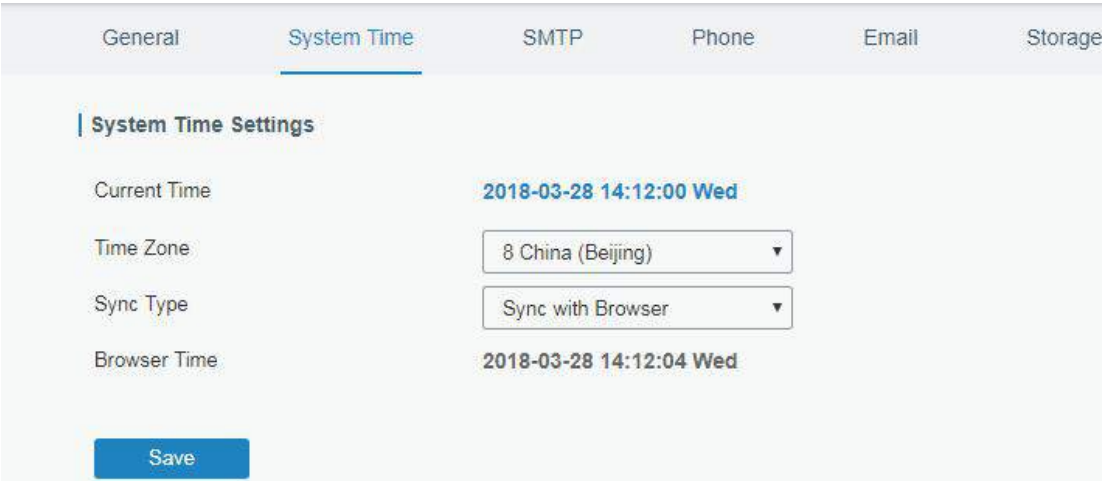 General System Time SMTP Phone Email Storage
System Time Settings
Current Time 2018-03-28 14:12:00 Wed
Time Zone 8 China (Beijing)
Sync Type Sync with Browser
Browser Time 2018-03-28 14:12:04 Wed
Save